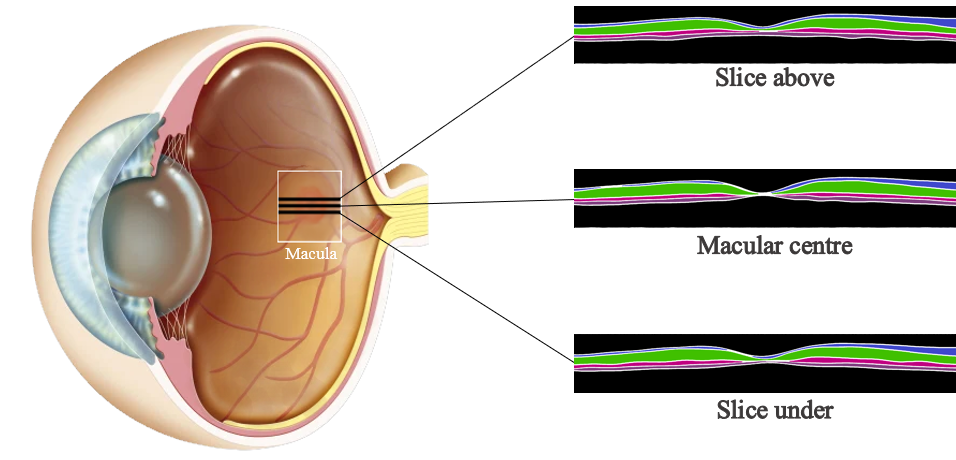 Slice above
Macular centre
Macula
Slice under